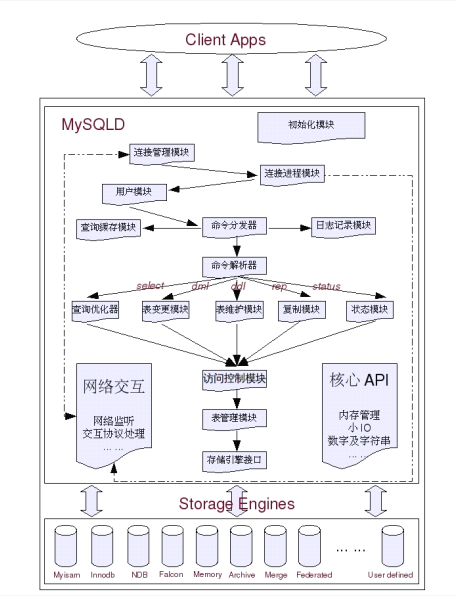 Client Apps
MySQLD
初始化模块
连接管理模块
连接进程模块
用户模块
查询缓存模块
命令分发器
日志记录模块
命令解析器
select
dml
ddl
rep
status
查询优化器
表变更模块
表维护模块
复制模块
状态模块
访问控制模块
网络交互
网络监听
交互协议处理
... ...
核心 API
内存管理
小 IO
数字及字符串
... ...
表管理模块
存储引擎接口
Storage Engines
Myisam
Innodb
NDB
Falcon
Memory
Archive
Merge
Federated
... ...
User defined